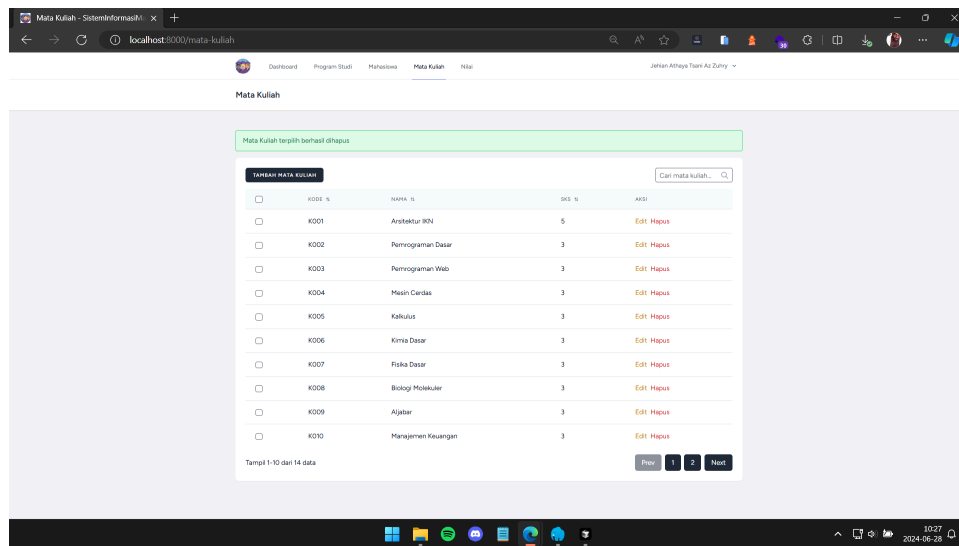 Mata Kuliah - SistemInformasiM
localhost:8000/mata-kuliah
30
Dashboard Program Studi Mahasiswa Mata Kuliah Nilai Jehian Athaya Tsani Az Zuhry
Mata Kuliah
Mata Kuliah terpilih berhasil dihapus
TAMBAH MATA KULIAH Cari mata kuliah...
KODE NAMA SKS AKSI
K001 Arsitektur IKN 5 Edit Hapus
K002 Pemrograman Dasar 3 Edit Hapus
K003 Pemrograman Web 3 Edit Hapus
K004 Mesin Cerdas 3 Edit Hapus
K005 Kalkulus 3 Edit Hapus
K006 Kimia Dasar 3 Edit Hapus
K007 Fisika Dasar 3 Edit Hapus
K008 Biologi Molekuler 3 Edit Hapus
K009 Aljabar 3 Edit Hapus
K010 Manajemen Keuangan 3 Edit Hapus
Tampil 1-10 dari 14 data Prev 1 2 Next
10:27
2024-06-28